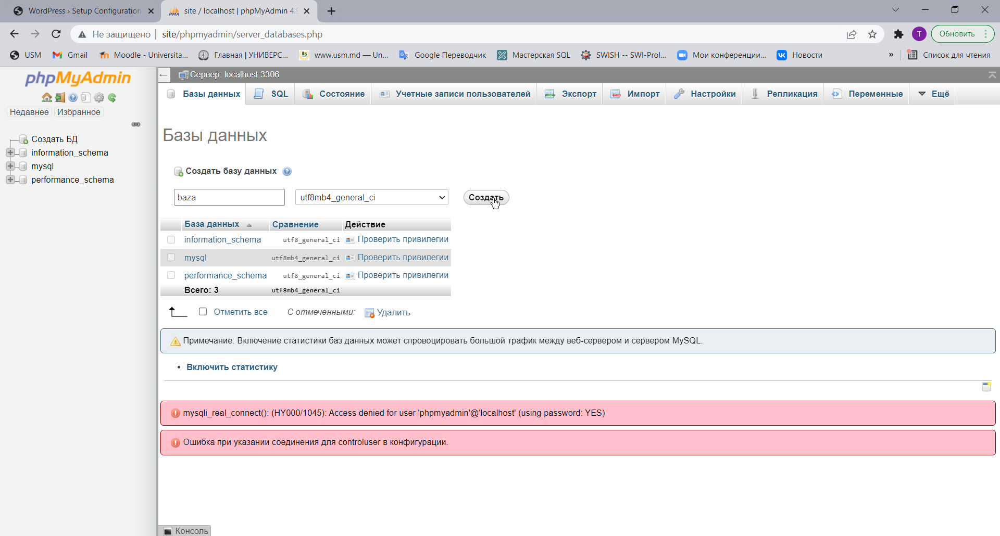 WordPress › Setup Configuration
site / localhost | phpMyAdmin 4.9
Не защищено | site/phpmyadmin/server_databases.php
T
Обновить
USM
Gmail
Moodle - Universita...
Главная | УНИВЕРС...
www.usm.md — Un...
Google Переводчик
Мастерская SQL
SWISH -- SWI-Prol...
Мои конференции...
Новости
»
Список для чтения
phpMyAdmin
Недавнее
Избранное
Создать БД
information_schema
mysql
performance_schema
Сервер: localhost:3306
Базы данных
SQL
Состояние
Учетные записи пользователей
Экспорт
Импорт
Настройки
Репликация
Переменные
Ещё
Базы данных
Создать базу данных
baza
utf8mb4_general_ci
Создать
База данных Сравнение Действие
information_schema utf8_general_ci Проверить привилегии
mysql utf8mb4_general_ci Проверить привилегии
performance_schema utf8_general_ci Проверить привилегии
Всего: 3 utf8mb4_general_ci
Отметить все С отмеченными: Удалить
Примечание: Включение статистики баз данных может спровоцировать большой трафик между веб-сервером и сервером MySQL.
• Включить статистику
mysqli_real_connect(): (HY000/1045): Access denied for user 'phpmyadmin'@'localhost' (using password: YES)
Ошибка при указании соединения для controluser в конфигурации.
Консоль